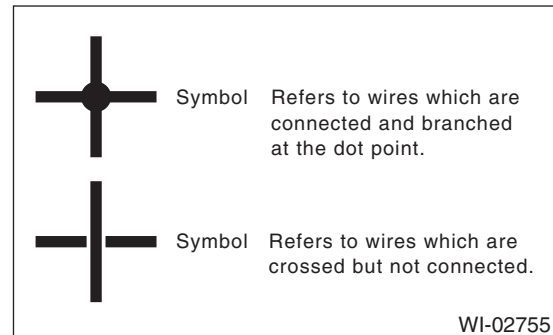 Symbol Refers to wires which are
connected and branched
at the dot point.
Symbol Refers to wires which are
crossed but not connected.
WI-02755